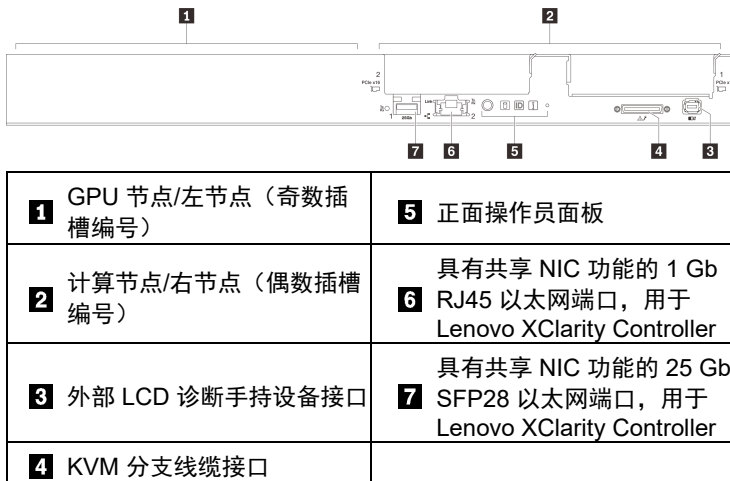 1
2
2
PCIe x16
1
PCIe x
Link
1
25Gb
2
ID
7
6
5
4
3
1 GPU 节点/左节点（奇数插
槽编号）
5 正面操作员面板
2 计算节点/右节点（偶数插槽
编号）
6 具有共享 NIC 功能的 1 Gb
RJ45 以太网端口，用于
Lenovo XClarity Controller
3 外部 LCD 诊断手持设备接口
7 具有共享 NIC 功能的 25 Gb
SFP28 以太网端口，用于
Lenovo XClarity Controller
4 KVM 分支线缆接口